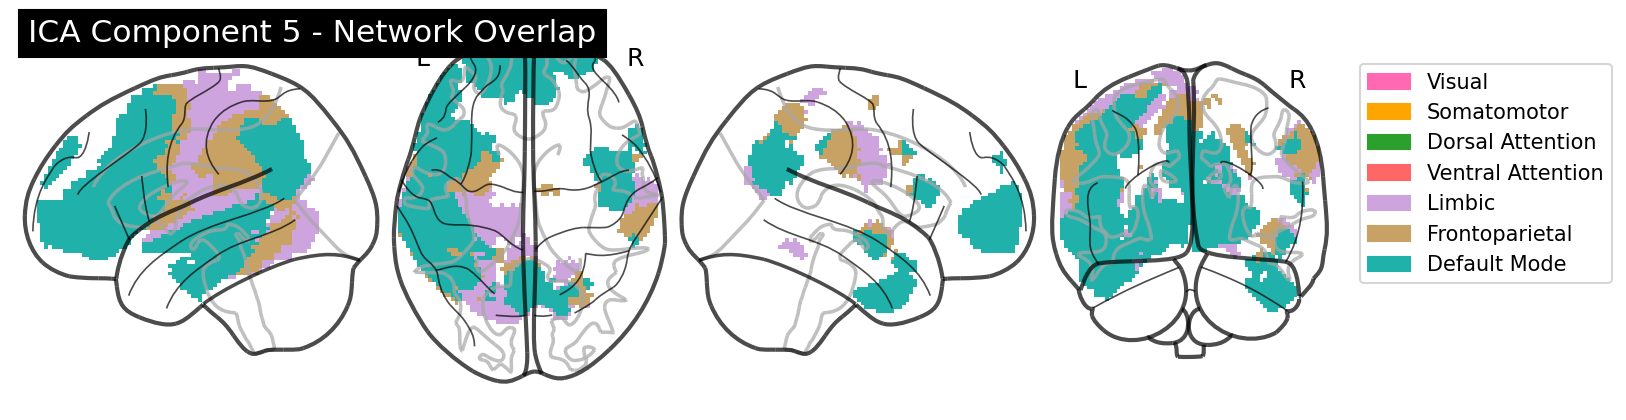 ICA Component 5 - Network Overlap
L
R
L
R
Visual
Somatomotor
Dorsal Attention
Ventral Attention
Limbic
Frontoparietal
Default Mode